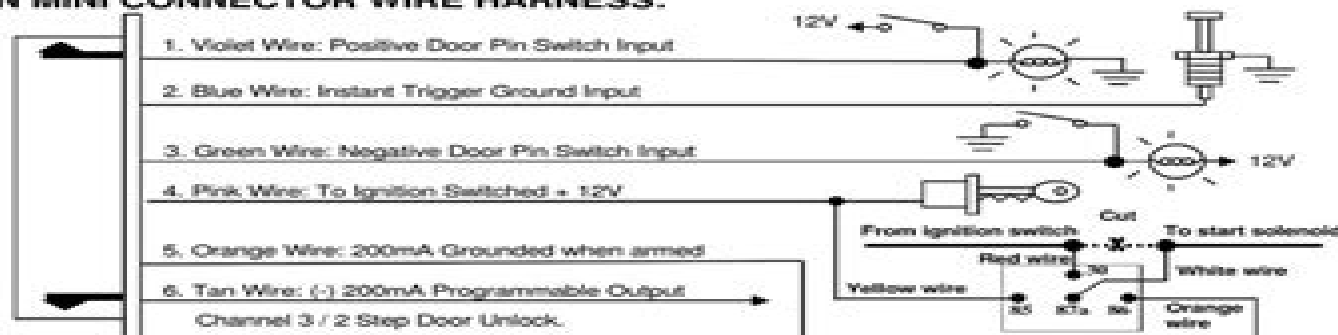 N MINI CONNECTOR WIRE HARNESS:
1. Violet Wire: Positive Door Pin Switch Input
12V
2. Blue Wire: Instant Trigger Ground Input
3. Green Wire: Negative Door Pin Switch Input
12V
4. Pink Wire: To Ignition Switched + 12V
Cut
From ignition switch
To start solenoid
5. Orange Wire: 200mA Grounded when armed
Red wire
30
White wire
6. Tan Wire: (-) 200mA Programmable Output
Channel 3 / 2 Step Door Unlock.
Yellow wire
85
87a
86
Orange
wire